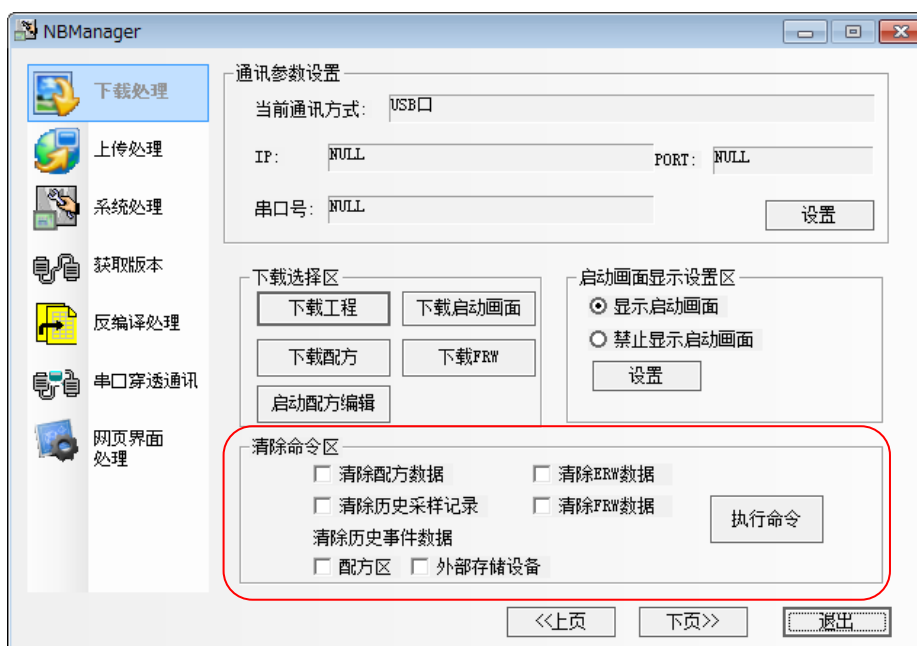 NBManager
下载处理
上传处理
系统处理
获取版本
反编译处理
串口穿透通讯
网页界面
处理
通讯参数设置
当前通讯方式: USB口
IP: NULL PORT: NULL
串口号: NULL 设置
下载选择区
下载工程 下载启动画面
下载配方 下载FRW
启动配方编辑
启动画面显示设置区
显示启动画面
禁止显示启动画面
设置
清除命令区
清除配方数据 清除ERW数据
清除历史采样记录 清除FRW数据
执行命令
清除历史事件数据
配方区 外部存储设备
<<上页 下页>> 退出